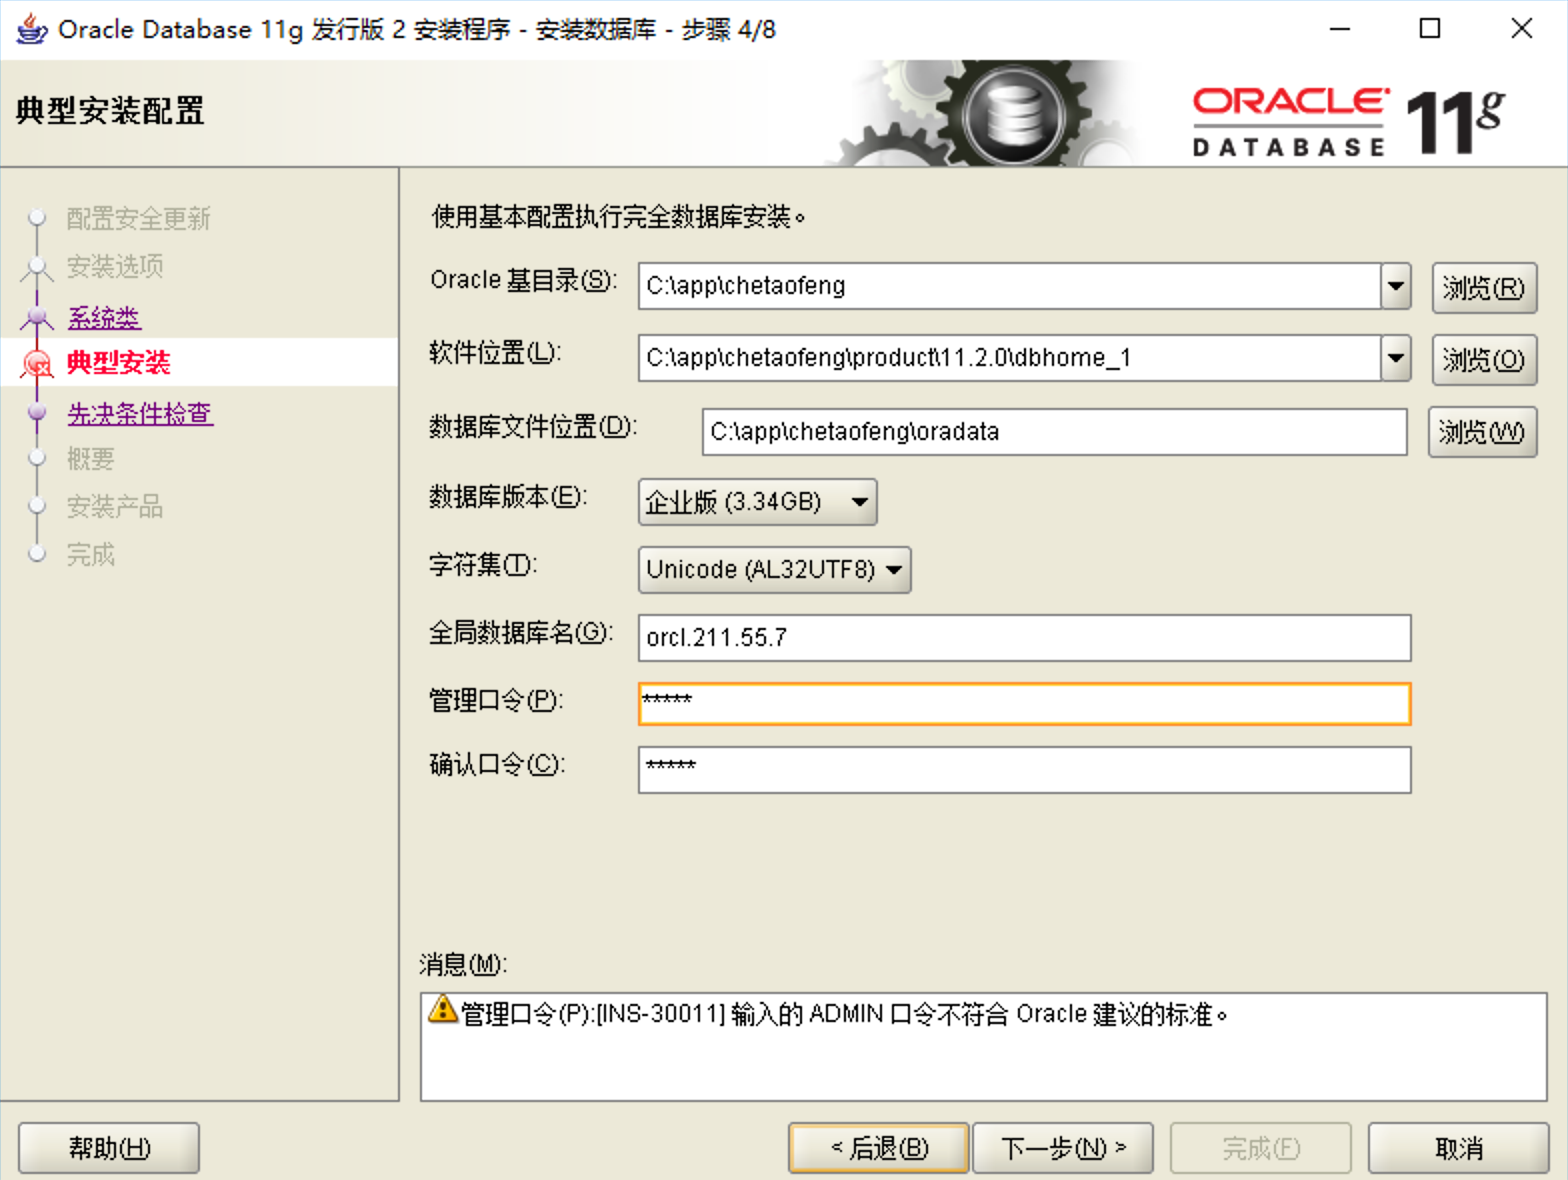 Oracle Database 11g 发行版 2 安装程序 - 安装数据库 - 步骤 4/8
典型安装配置
ORACLE DATABASE 11g
配置安全更新
安装选项
系统类
典型安装
先决条件检查
概要
安装产品
完成
使用基本配置执行完全数据库安装。
Oracle 基目录(S): C:\app\chetaofeng 浏览(R)
软件位置(L): C:\app\chetaofeng\product\11.2.0\dbhome_1 浏览(O)
数据库文件位置(D): C:\app\chetaofeng\oradata 浏览(W)
数据库版本(E): 企业版 (3.34GB)
字符集(T): Unicode (AL32UTF8)
全局数据库名(G): orcl.211.55.7
管理口令(P): *****
确认口令(C): *****
消息(M):
管理口令(P):[INS-30011] 输入的 ADMIN 口令不符合 Oracle 建议的标准。
帮助(H) < 后退(B) 下一步(N) > 完成(F) 取消